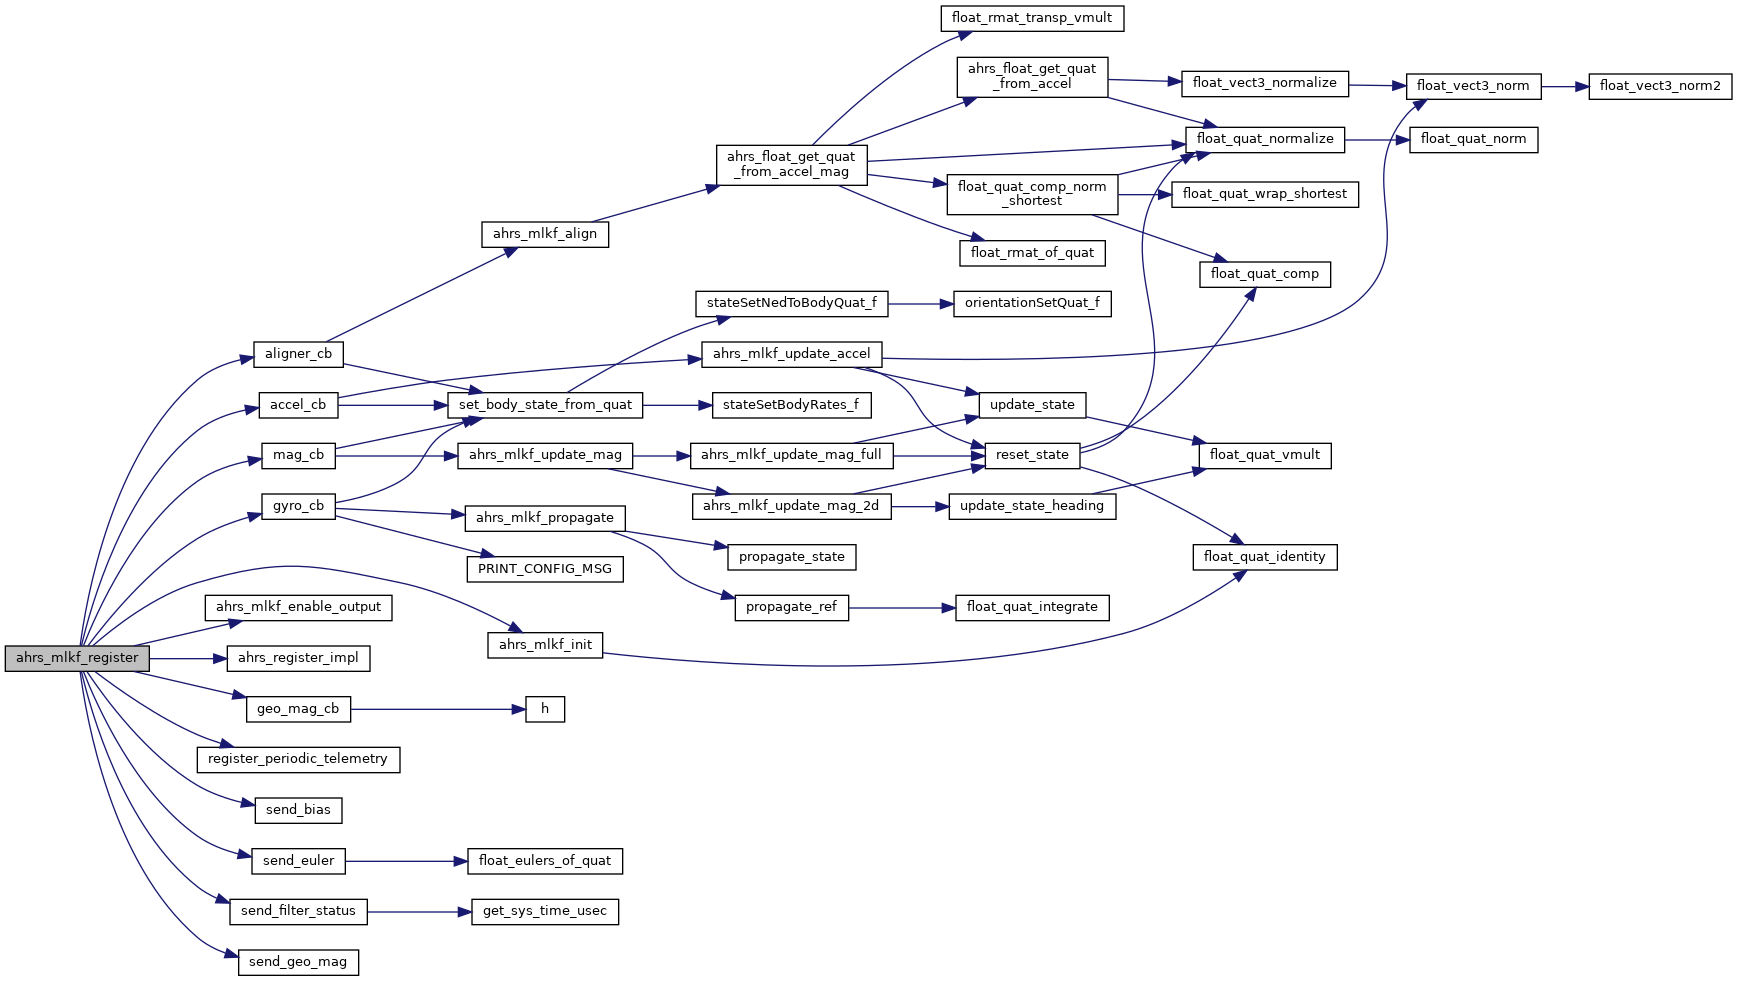 float_rmat_transp_vmult
ahrs_float_get_quat
_from_accel
float_vect3_normalize
float_vect3_norm
float_vect3_norm2
float_quat_normalize
float_quat_norm
ahrs_float_get_quat
_from_accel_mag
float_quat_comp_norm
_shortest
float_quat_wrap_shortest
ahrs_mlkf_align
float_rmat_of_quat
float_quat_comp
stateSetNedToBodyQuat_f
orientationSetQuat_f
aligner_cb
ahrs_mlkf_update_accel
accel_cb
set_body_state_from_quat
stateSetBodyRates_f
update_state
mag_cb
ahrs_mlkf_update_mag
ahrs_mlkf_update_mag_full
reset_state
float_quat_vmult
gyro_cb
ahrs_mlkf_update_mag_2d
update_state_heading
ahrs_mlkf_propagate
propagate_state
float_quat_identity
PRINT_CONFIG_MSG
ahrs_mlkf_enable_output
propagate_ref
float_quat_integrate
ahrs_mlkf_init
ahrs_mlkf_register
ahrs_register_impl
geo_mag_cb
h
register_periodic_telemetry
send_bias
send_euler
float_eulers_of_quat
send_filter_status
get_sys_time_usec
send_geo_mag